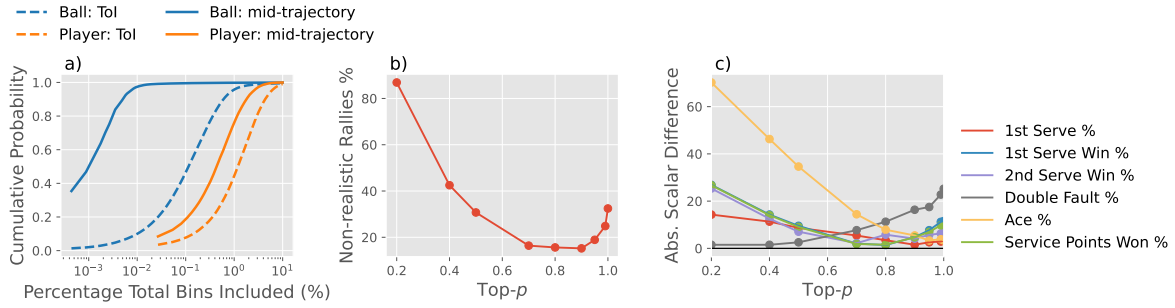 Ball: ToI
Ball: mid-trajectory
Player: ToI
Player: mid-trajectory
a)
Cumulative Probability
1.0
0.8
0.6
0.4
0.2
0.0
10⁻³
10⁻²
10⁻¹
10⁰
10¹
Percentage Total Bins Included (%)
b)
Non-realistic Rallies %
80
60
40
20
0.2
0.4
0.6
0.8
1.0
Top-p
c)
Abs. Scalar Difference
60
40
20
0
0.2
0.4
0.6
0.8
1.0
Top-p
1st Serve %
1st Serve Win %
2nd Serve Win %
Double Fault %
Ace %
Service Points Won %